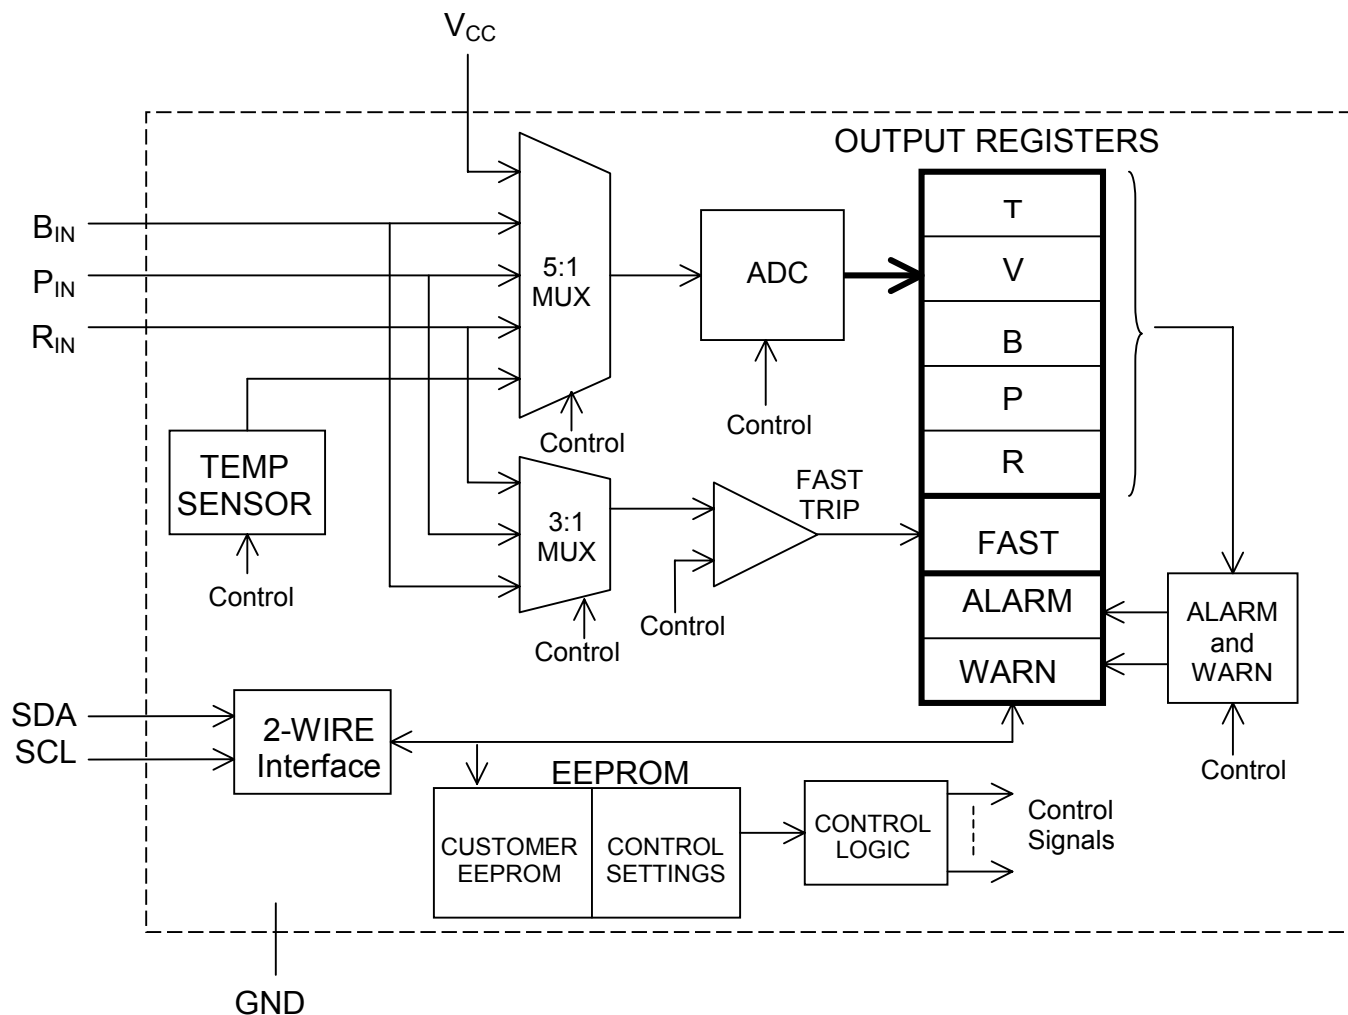 VCC
OUTPUT REGISTERS
BIN
PIN
RIN
5:1
MUX
ADC
T
V
B
P
R
FAST
ALARM
WARN
Control
Control
TEMP
SENSOR
Control
3:1
MUX
Control
FAST
TRIP
Control
ALARM
and
WARN
Control
SDA
SCL
2-WIRE
Interface
EEPROM
CUSTOMER
EEPROM
CONTROL
SETTINGS
CONTROL
LOGIC
Control
Signals
GND